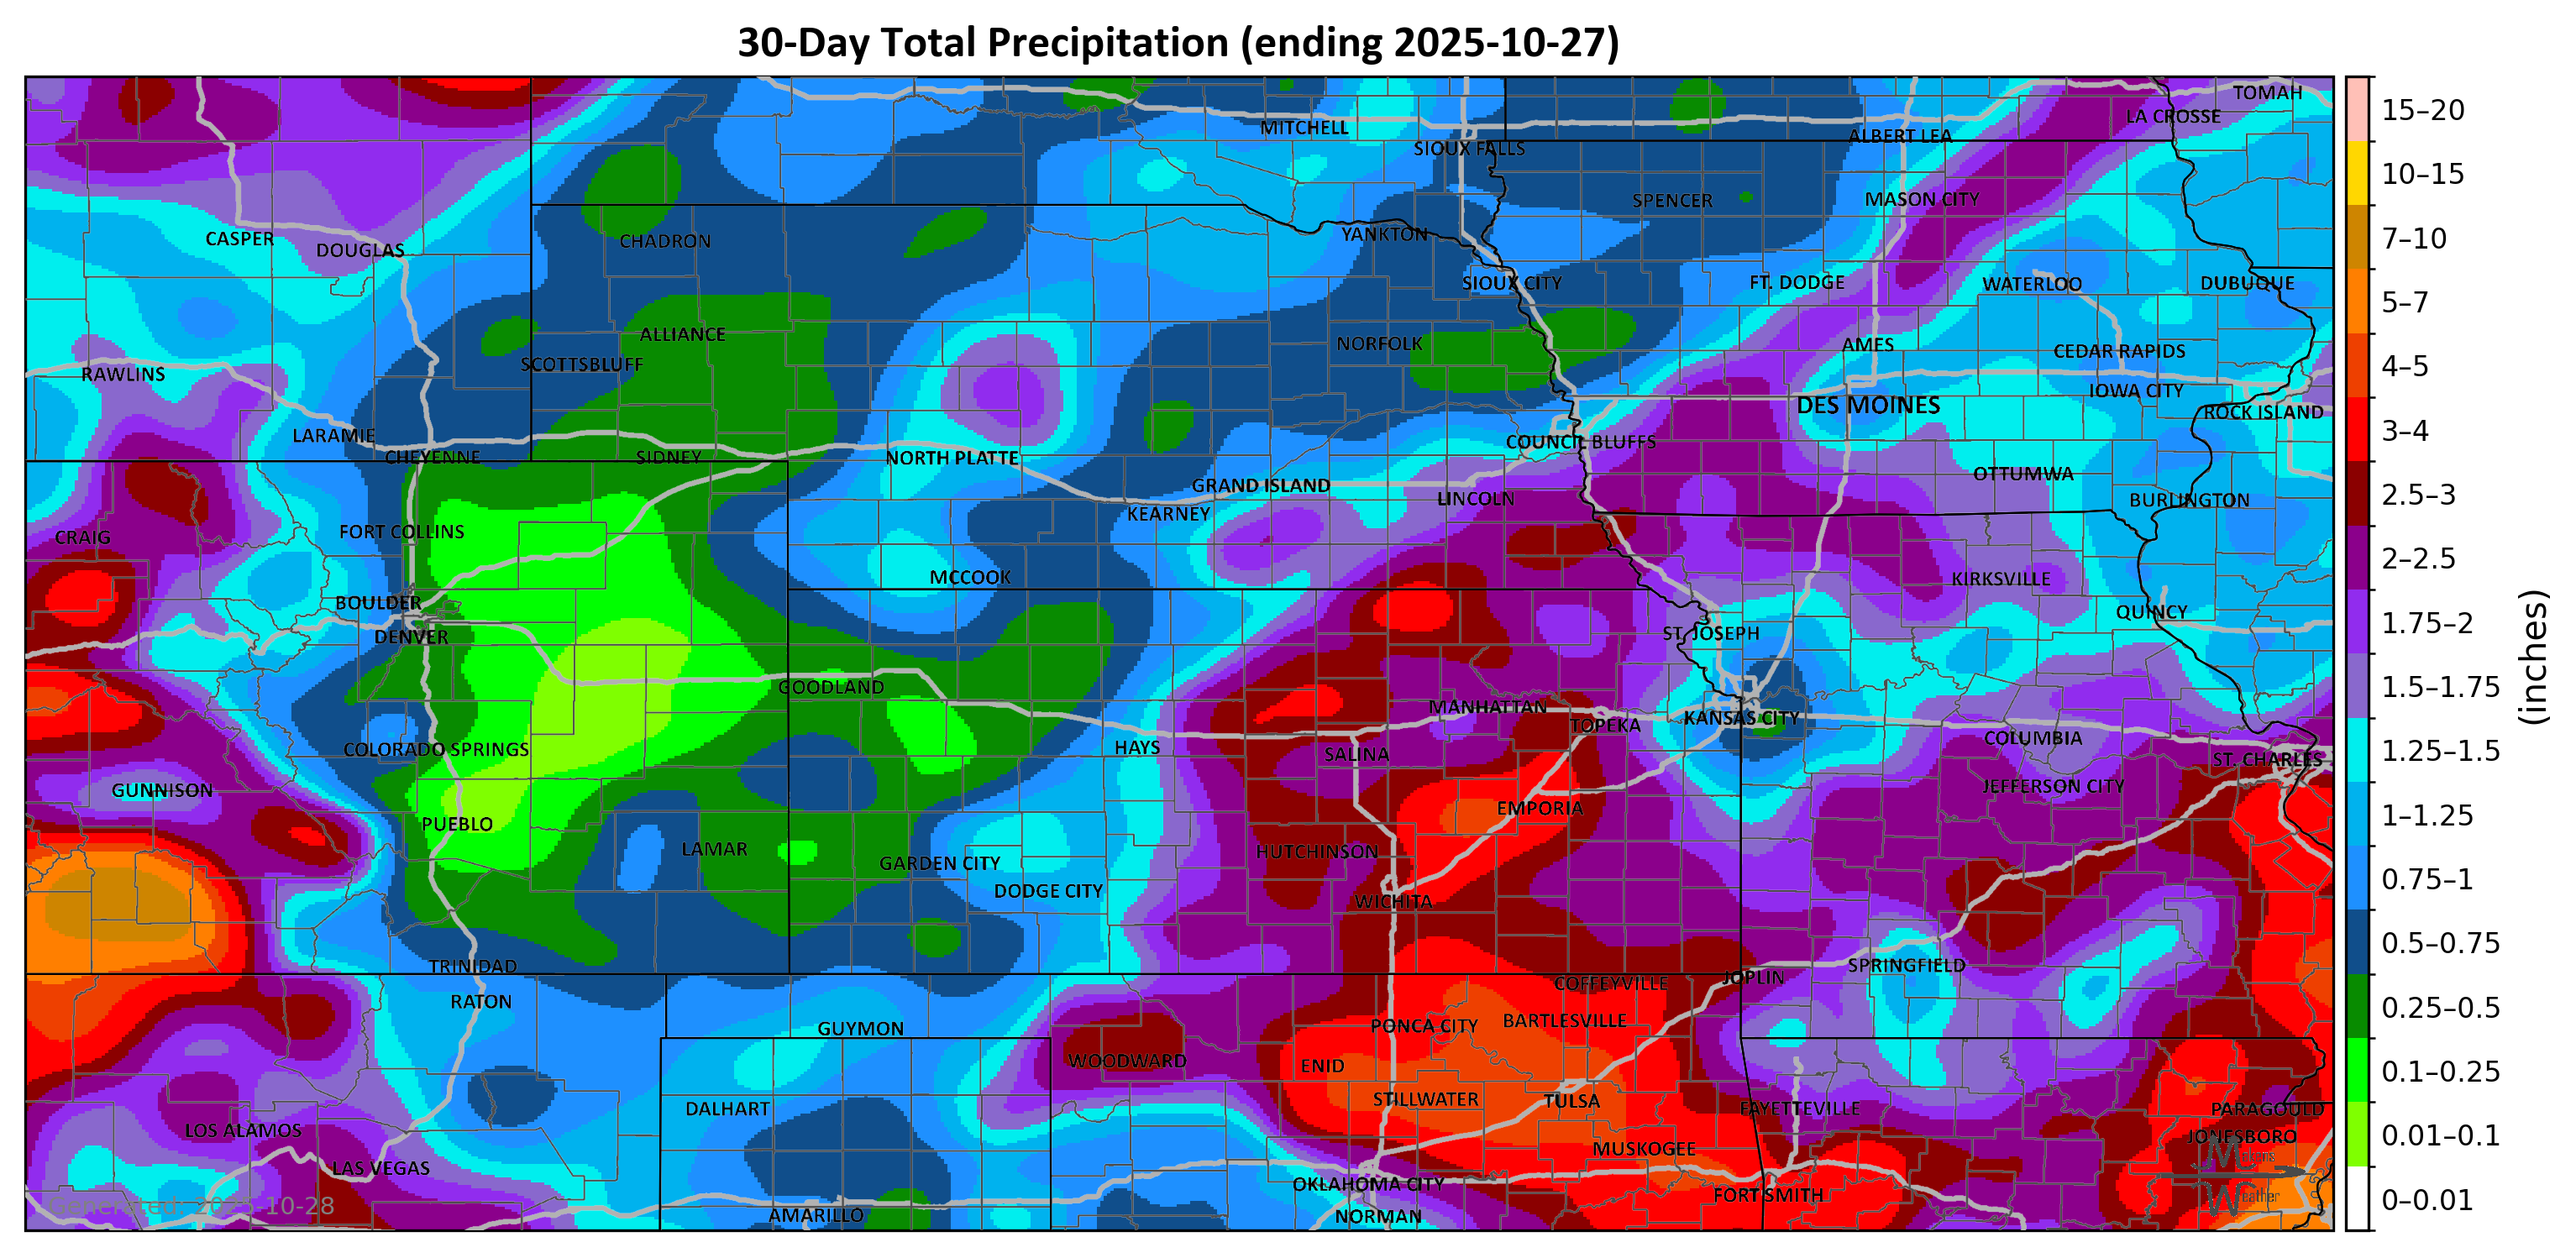 30-Day Total Precipitation (ending 2025-10-27)
TOMAH
LA CROSSE
MITCHELL
ALBERT LEA
SIOUX FALLS
SPENCER
MASON CITY
YANKTON
CASPER
CHADRON
DOUGLAS
SIOUX CITY
FT. DODGE
WATERLOO
DUBUQUE
ALLIANCE
NORFOLK
AMES
CEDAR RAPIDS
SCOTTSBLUFF
RAWLINS
IOWA CITY
DES MOINES
ROCK ISLAND
LARAMIE
COUNCIL BLUFFS
CHEYENNE
SIDNEY
NORTH PLATTE
OTTUMWA
GRAND ISLAND
LINCOLN
BURLINGTON
KEARNEY
FORT COLLINS
CRAIG
MCCOOK
KIRKSVILLE
BOULDER
QUINCY
DENVER
ST. JOSEPH
GOODLAND
MANHATTAN
TOPEKA
KANSAS CITY
COLUMBIA
COLORADO SPRINGS
HAYS
SALINA
ST. CHARLES
GUNNISON
JEFFERSON CITY
EMPORIA
PUEBLO
LAMAR
HUTCHINSON
GARDEN CITY
DODGE CITY
WICHITA
TRINIDAD
SPRINGFIELD
JOPLIN
COFFEYVILLE
RATON
GUYMON
PONCA CITY
BARTLESVILLE
WOODWARD
ENID
STILLWATER
TULSA
DALHART
FAYETTEVILLE
PARAGOULD
LOS ALAMOS
JONESBORO
MUSKOGEE
LAS VEGAS
OKLAHOMA CITY
FORT SMITH
AMARILLO
NORMAN
Generated: 2025-10-28
Weather
15–20
10–15
7–10
5–7
4–5
3–4
2.5–3
2–2.5
1.75–2
1.5–1.75
1.25–1.5
1–1.25
0.75–1
0.5–0.75
0.25–0.5
0.1–0.25
0.01–0.1
0–0.01
(inches)